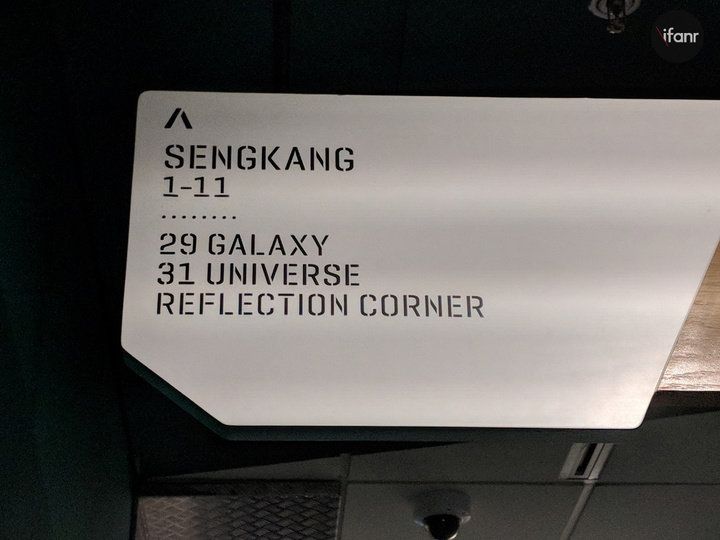 ifanr
SENGKANG
1-11
........
29 GALAXY
31 UNIVERSE
REFLECTION CORNER